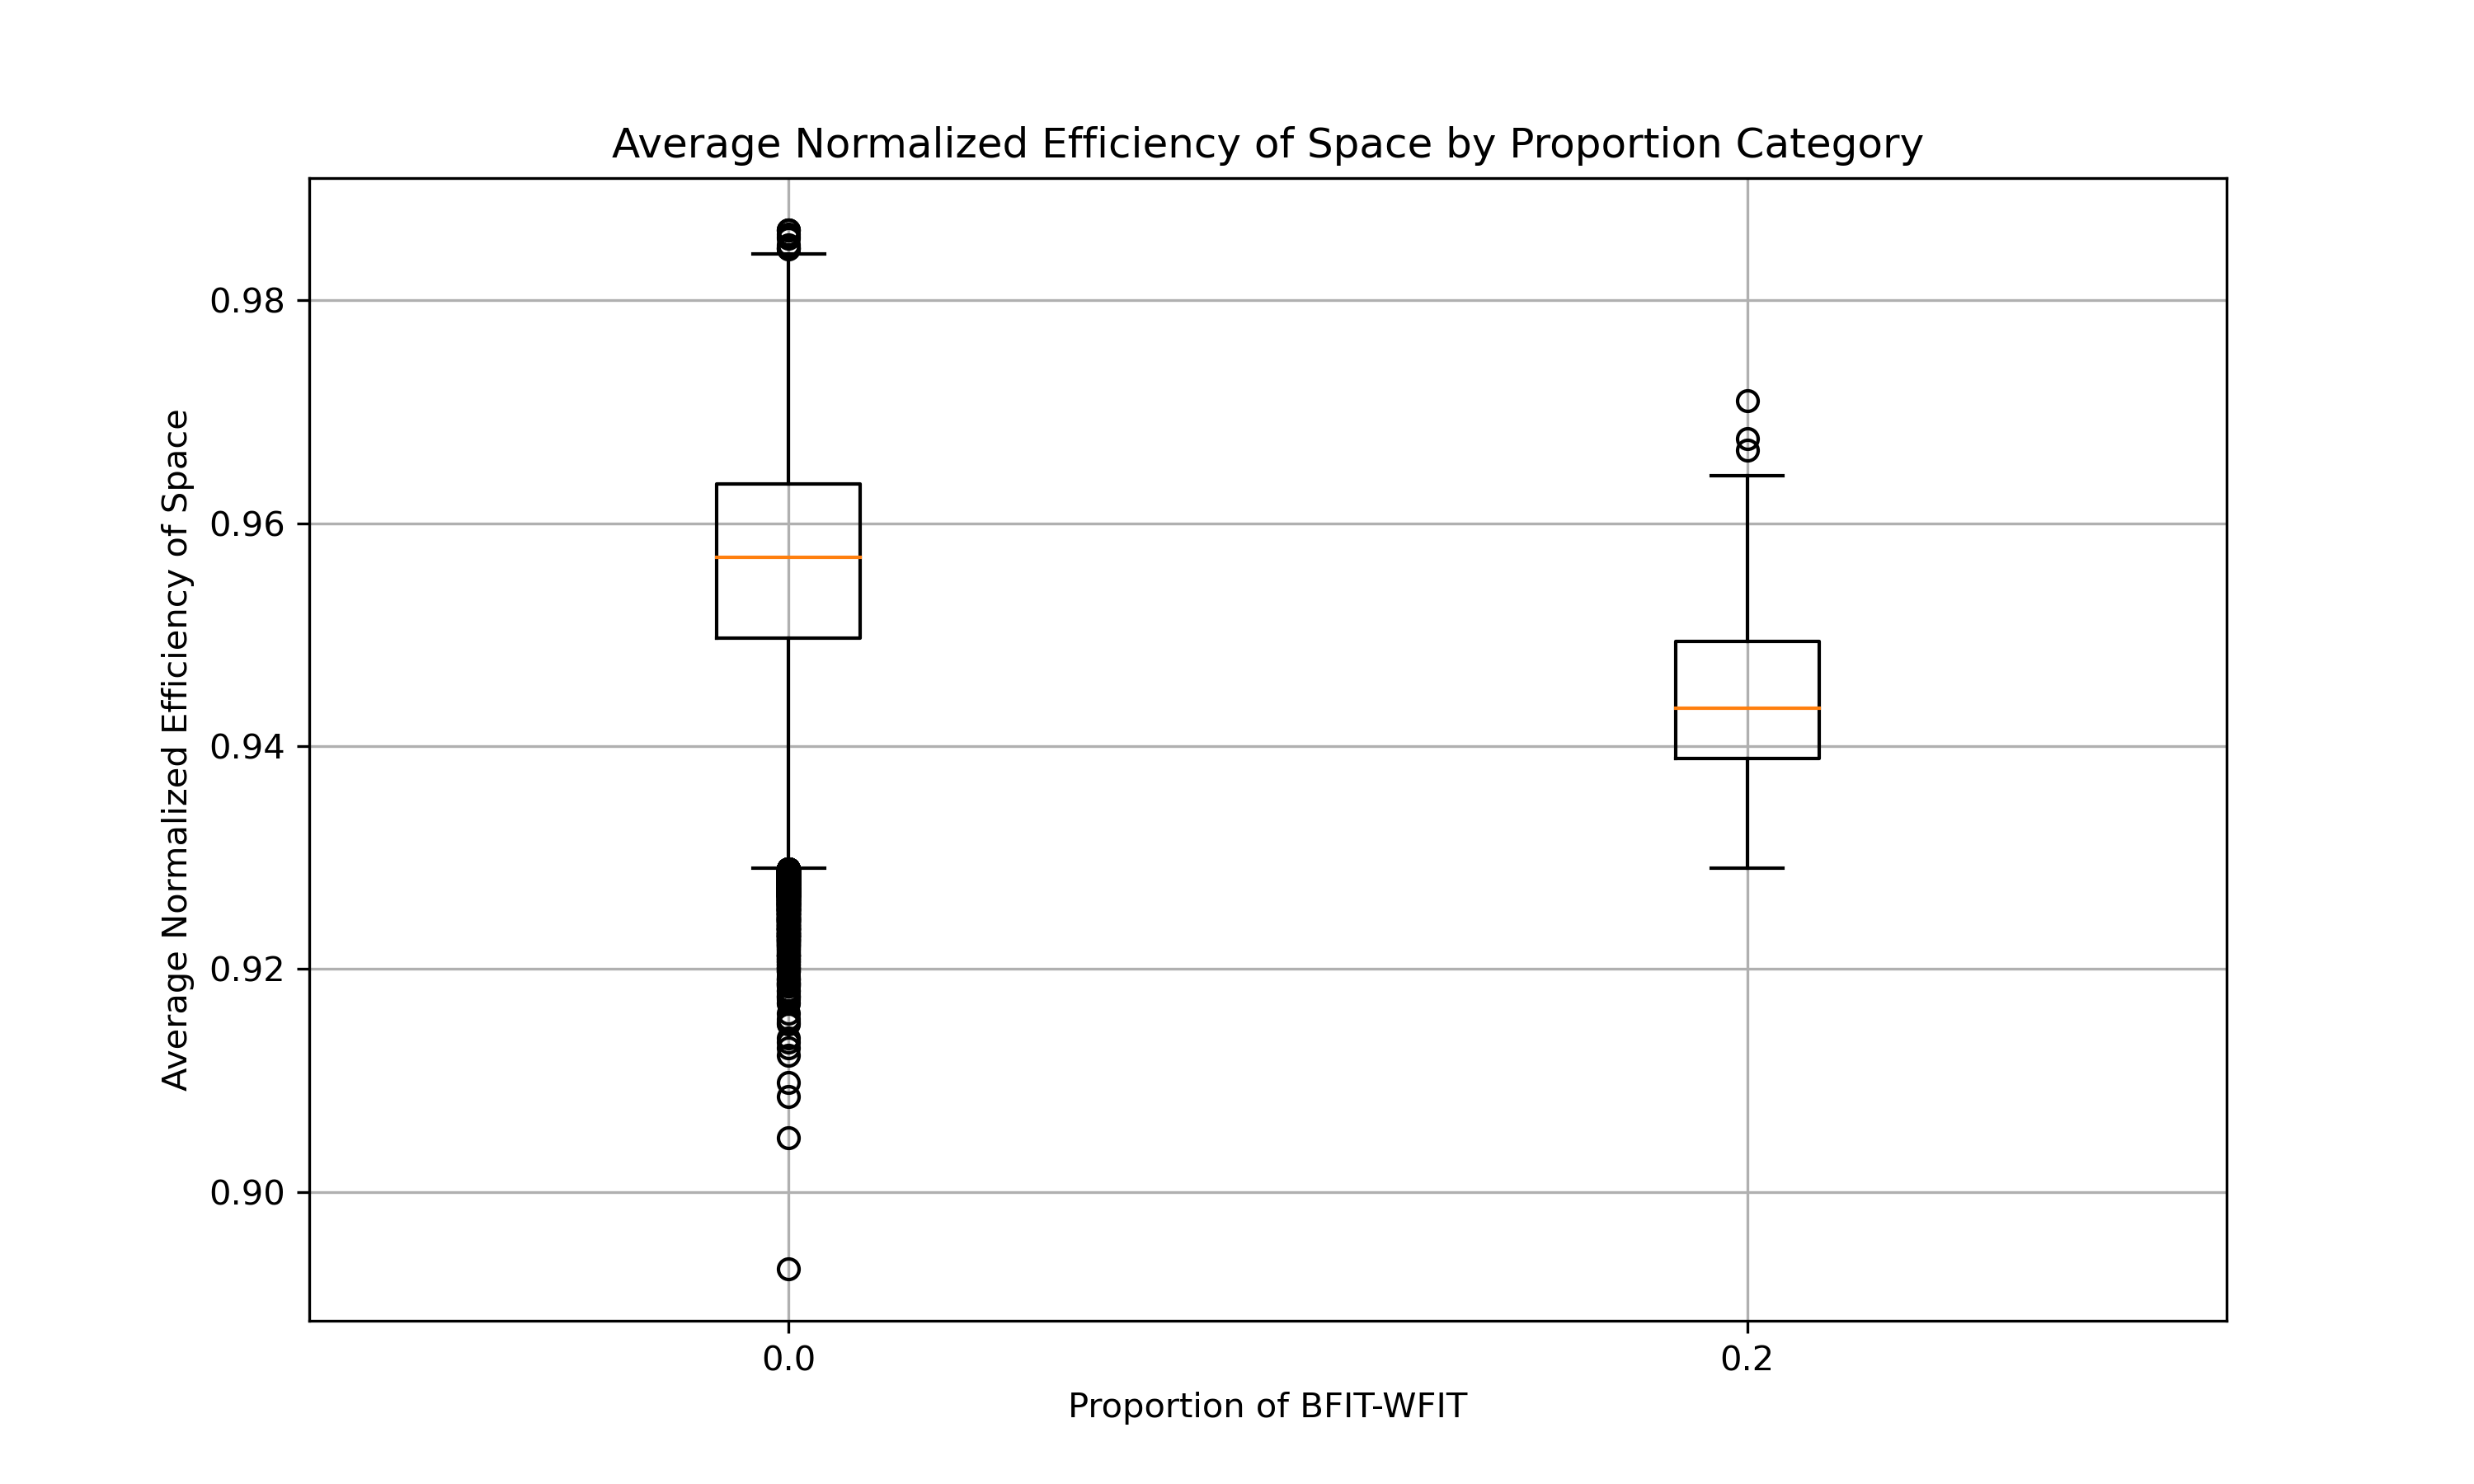 Average Normalized Efficiency of Space by Proportion Category
Average Normalized Efficiency of Space
0.98
0.96
0.94
0.92
0.90
0.0
0.2
Proportion of BFIT-WFIT